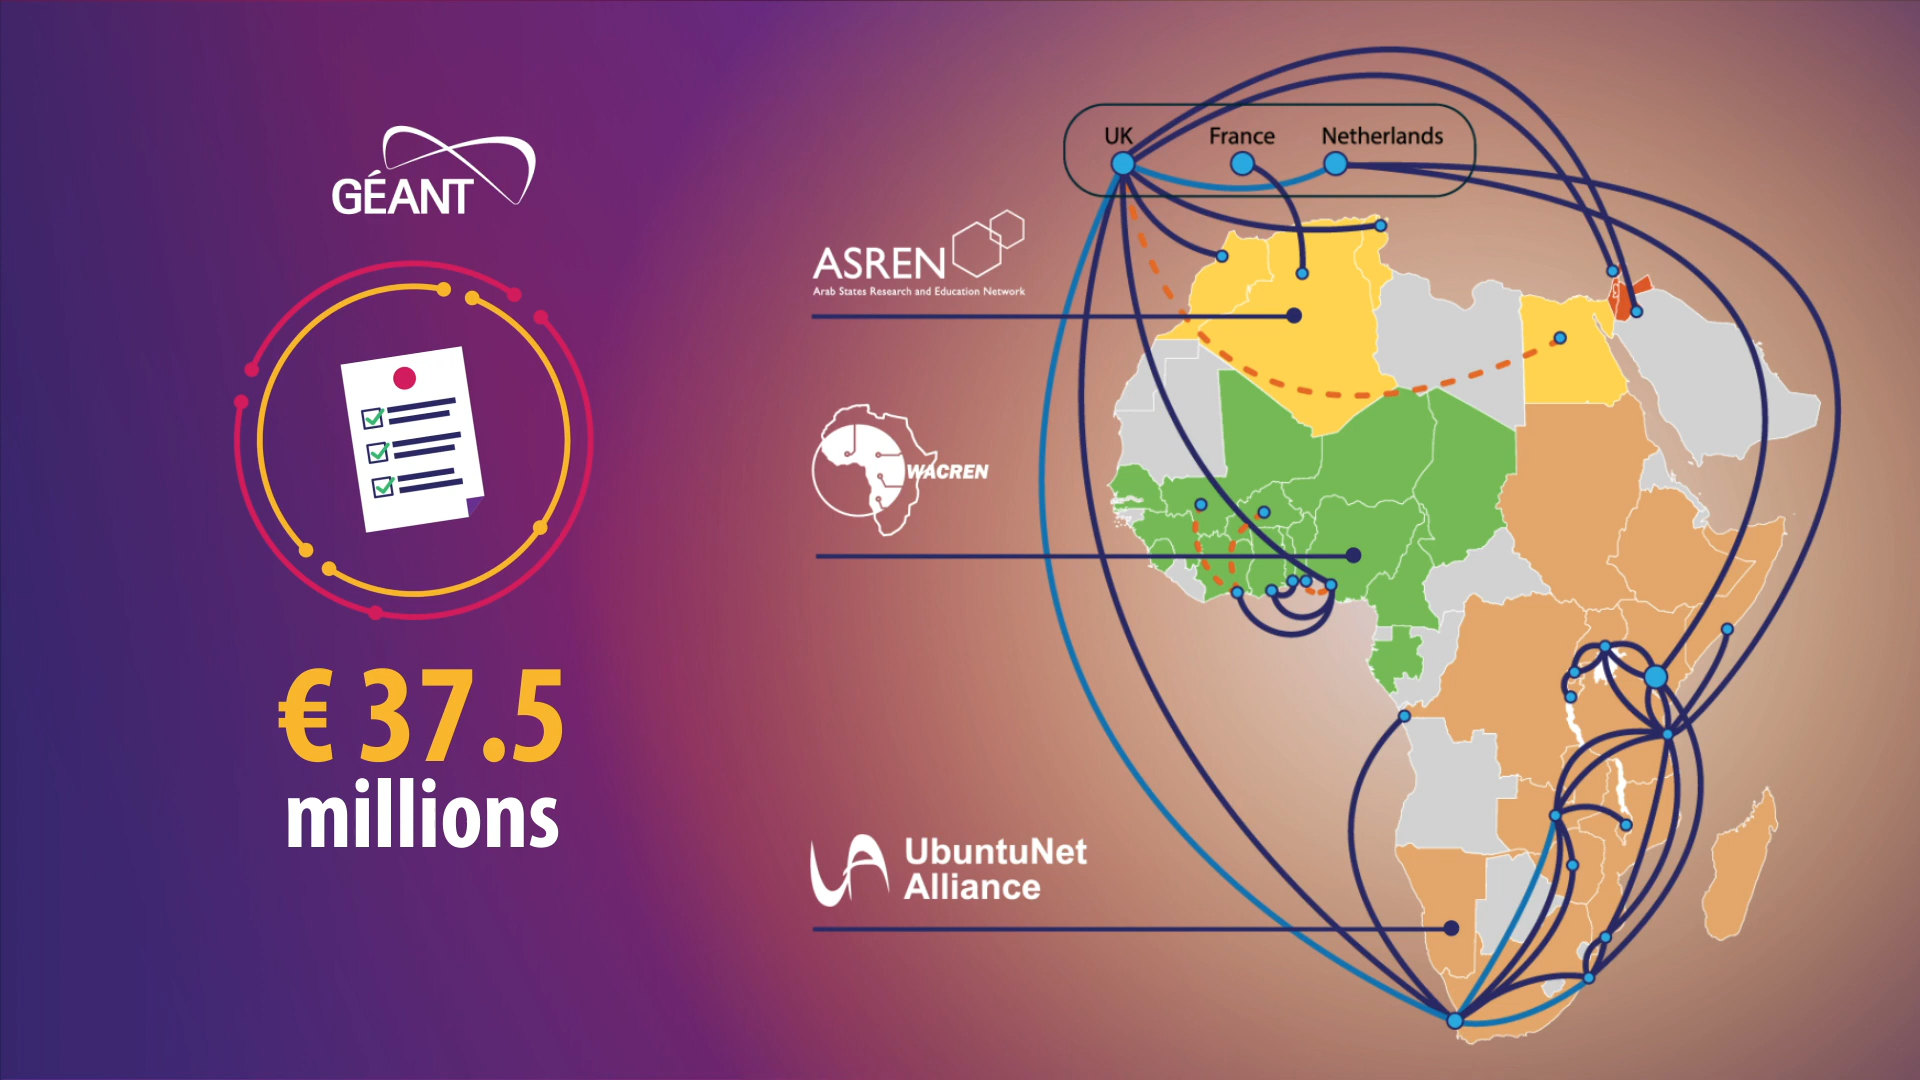 GÉANT
€ 37.5
millions
UK
France
Netherlands
ASREN
Arab States Research and Education Network
WACREN
UbuntuNet
Alliance